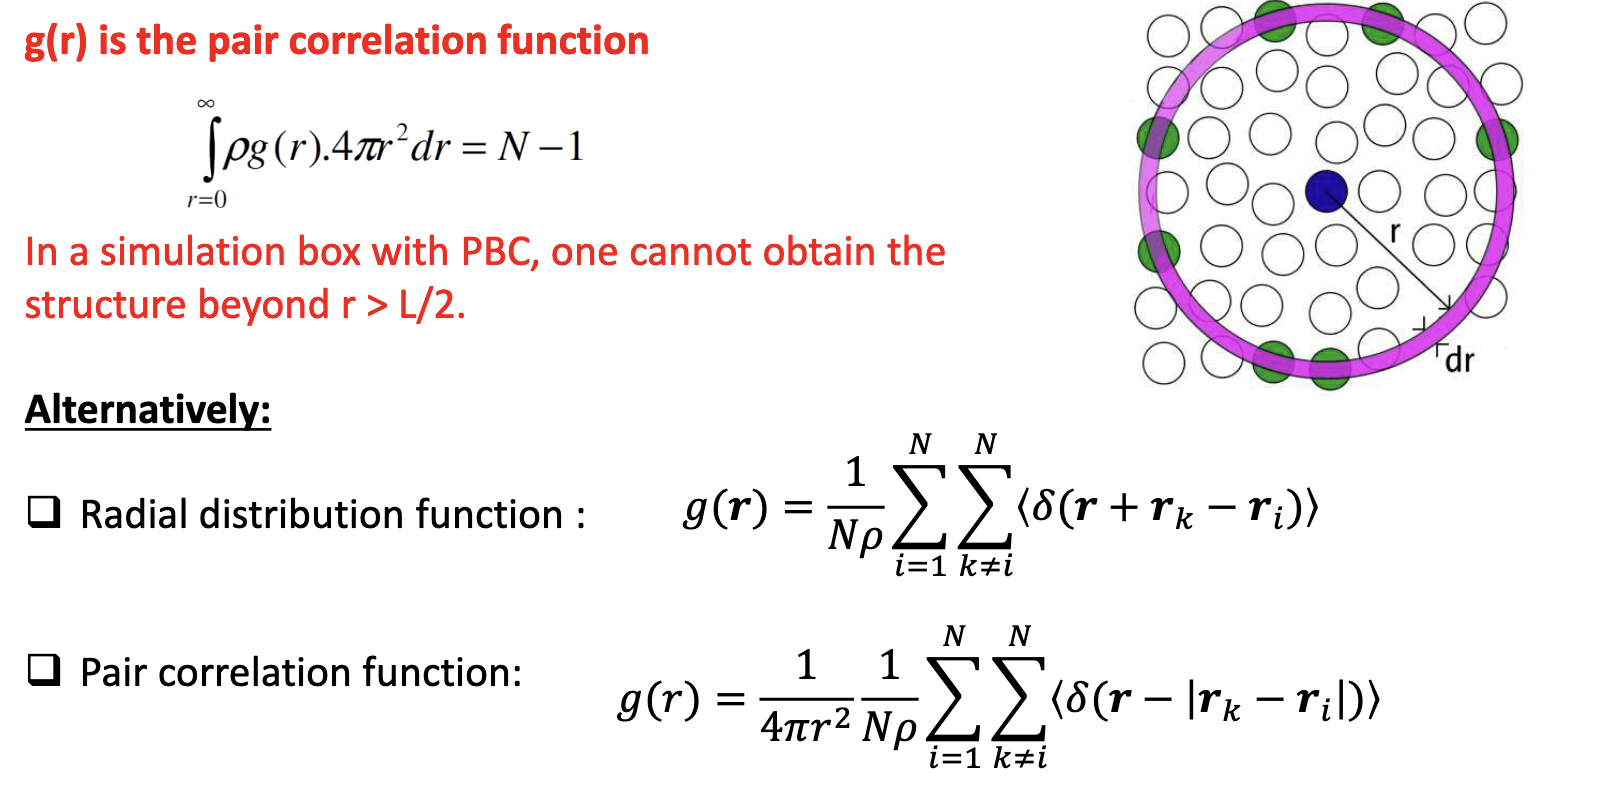 g(r) is the pair correlation function
∞
∫ρg(r).4πr²dr = N – 1
r=0
In a simulation box with PBC, one cannot obtain the
structure beyond r > L/2.
r
dr
Alternatively:
❑ Radial distribution function : g(𝒓) = 1/(Nρ) ∑_{i=1}^{N} ∑_{k≠i}^{N} ⟨δ(𝒓 + 𝒓ₖ − 𝒓ᵢ)⟩
❑ Pair correlation function: g(r) = 1/(4πr²) 1/(Nρ) ∑_{i=1}^{N} ∑_{k≠i}^{N} ⟨δ(𝒓 − |𝒓ₖ − 𝒓ᵢ|)⟩